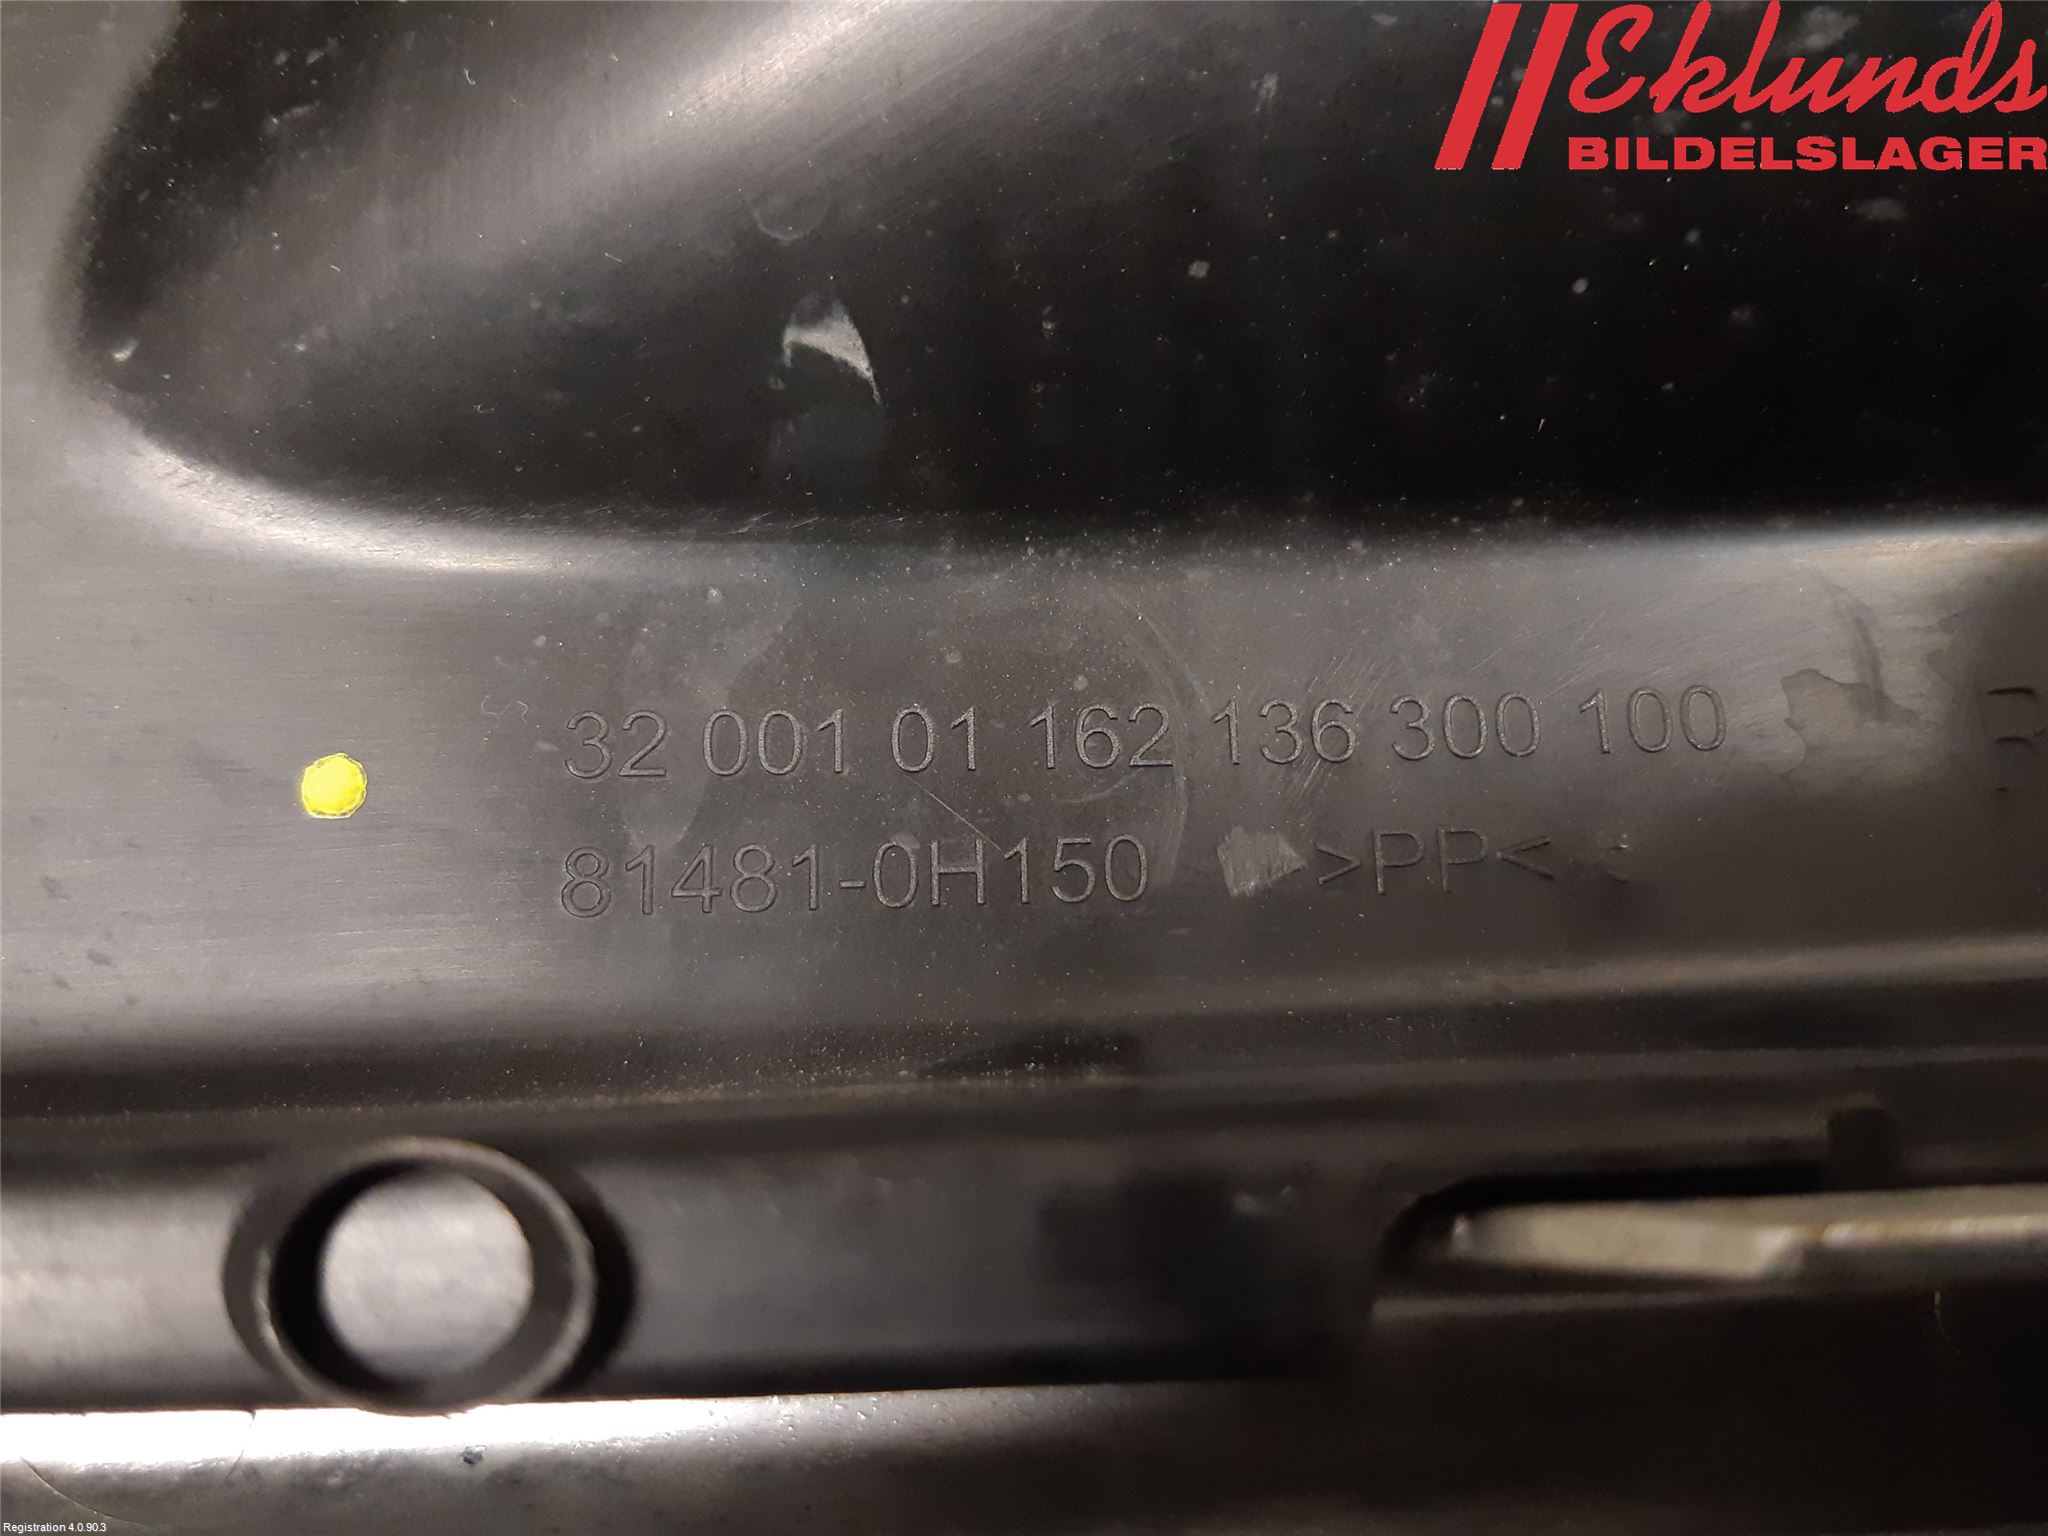 Eklunds
BILDELSLAGER
32 001 01 162 136 300 100
R
81481-0H150 >PP<
Registration 4.0.90.3